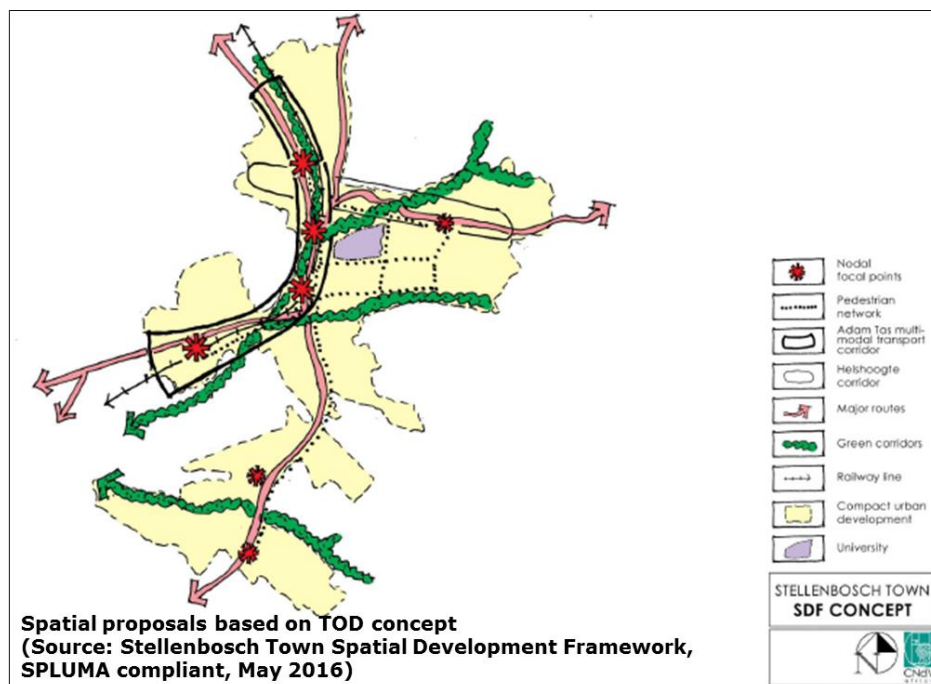 Nodal
focal points
Pedestrian
network
Adam Tas multi-
modal transport
corridor
Helshoogte
corridor
Major routes
Green corridors
Railway line
Compact urban
development
University
STELLENBOSCH TOWN
SDF CONCEPT
Spatial proposals based on TOD concept
(Source: Stellenbosch Town Spatial Development Framework,
SPLUMA compliant, May 2016)